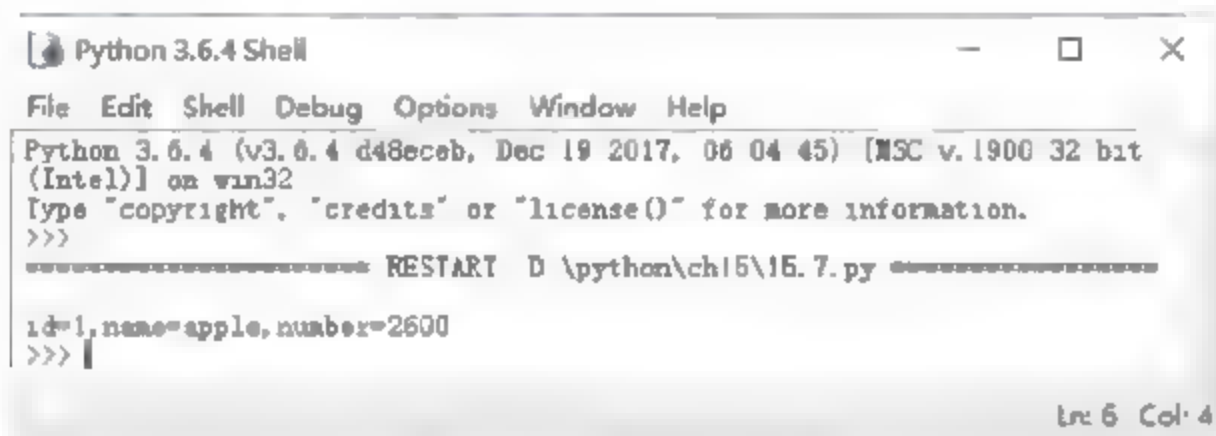 Python 3.6.4 Shell
File Edit Shell Debug Options Window Help
Python 3.6.4 (v3.6.4 d48eceb, Dec 19 2017, 06 04 45) [MSC v.1900 32 bit
(Intel)] on win32
Type "copyright", "credits" or "license()" for more information.
>>>
==================== RESTART D \python\ch15\15.7.py ====================
id=1,name=apple,number=2600
>>>
Ln: 6 Col: 4